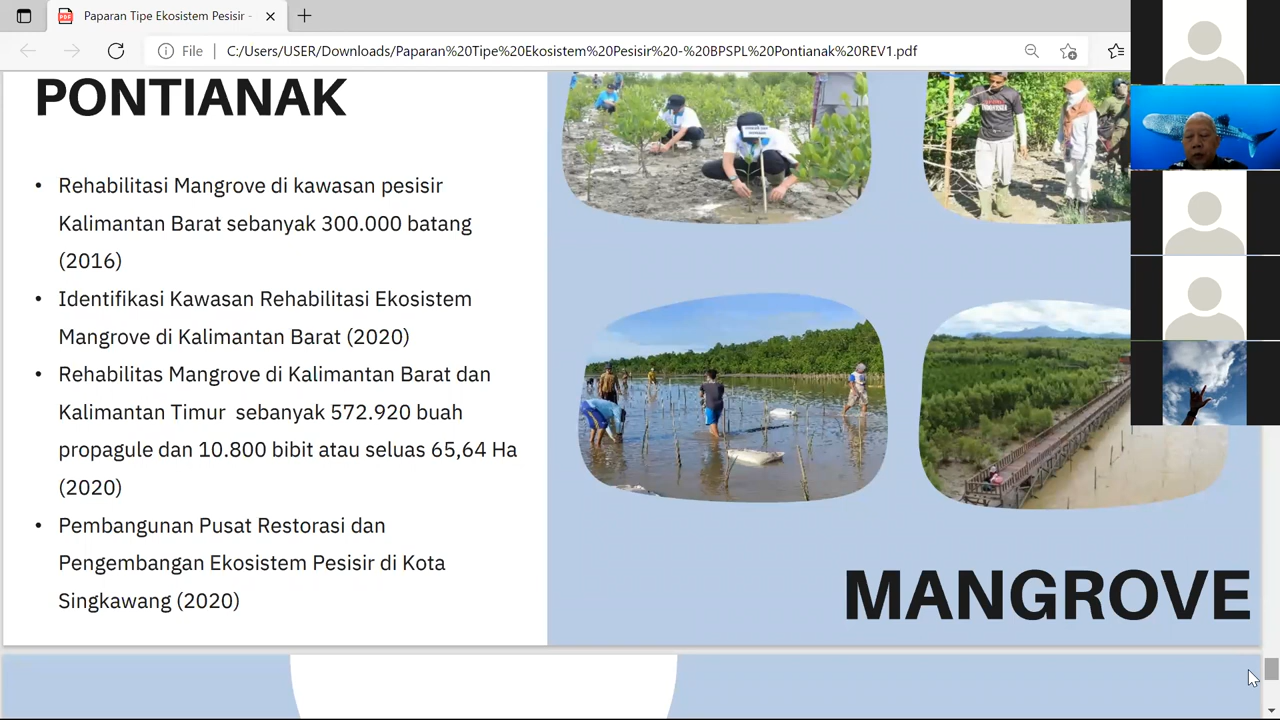 Paparan Tipe Ekosistem Pesisir -
File
C:/Users/USER/Downloads/Paparan%20Tipe%20Ekosistem%20Pesisir%20-%20BPSPL%20Pontianak%20REV1.pdf
PONTIANAK
• Rehabilitasi Mangrove di kawasan pesisir
Kalimantan Barat sebanyak 300.000 batang
(2016)
• Identifikasi Kawasan Rehabilitasi Ekosistem
Mangrove di Kalimantan Barat (2020)
• Rehabilitas Mangrove di Kalimantan Barat dan
Kalimantan Timur sebanyak 572.920 buah
propagule dan 10.800 bibit atau seluas 65,64 Ha
(2020)
• Pembangunan Pusat Restorasi dan
Pengembangan Ekosistem Pesisir di Kota
Singkawang (2020)
MANGROVE